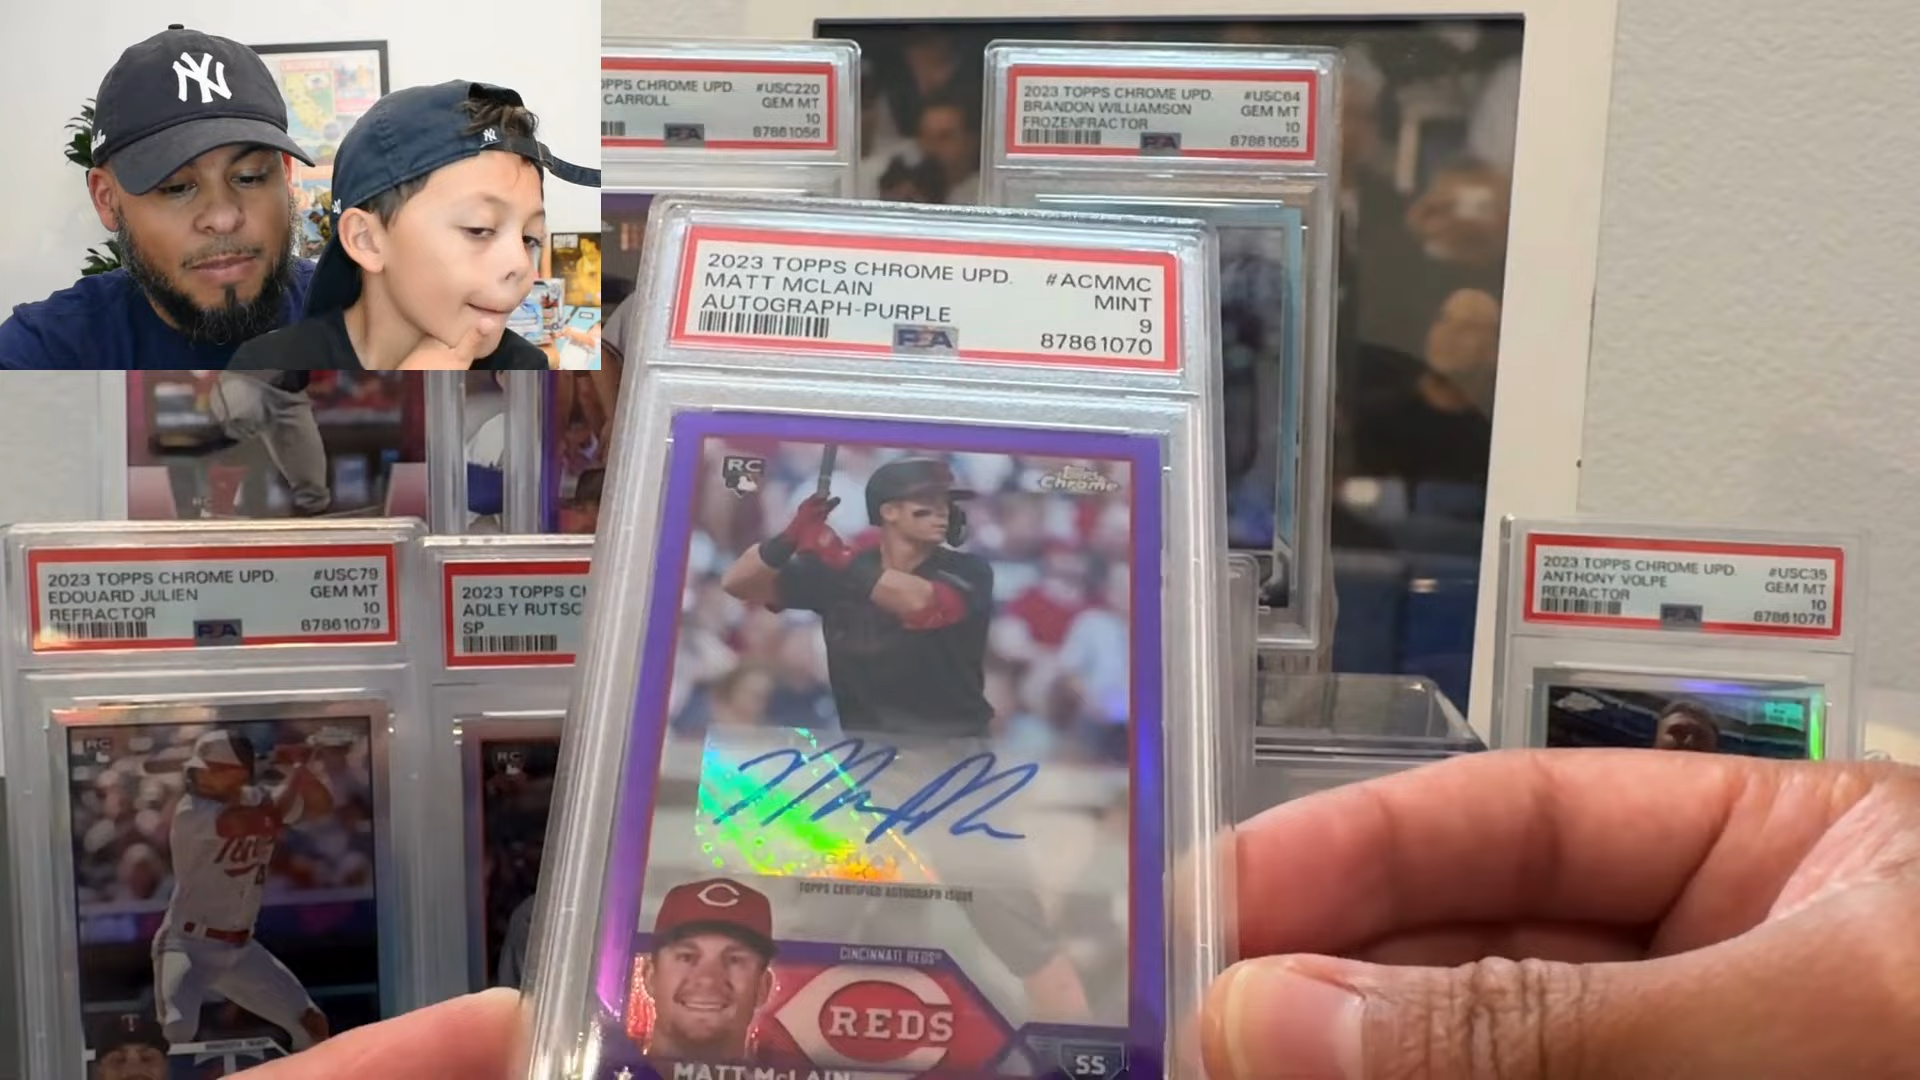 NY
NY
OPPS CHROME UPD. #USC220
CARROLL GEM MT
10
PSA 87861056
2023 TOPPS CHROME UPD. #USC64
BRANDON WILLIAMSON GEM MT
FROZENFRACTOR 10
PSA 87861055
2023 TOPPS CHROME UPD. #ACMMC
MATT MCLAIN MINT
AUTOGRAPH-PURPLE 9
PSA 87861070
RC
Topps Chrome
TOPPS CERTIFIED AUTOGRAPH ISSUE
CINCINNATI REDS
C
REDS
MATT McLAIN
SS
2023 TOPPS CHROME UPD. #USC79
EDOUARD JULIEN GEM MT
REFRACTOR 10
PSA 87861079
RC
2023 TOPPS C
ADLEY RUTSC
SP
RC
2023 TOPPS CHROME UPD. #USC35
ANTHONY VOLPE GEM MT
REFRACTOR 10
PSA 87861076